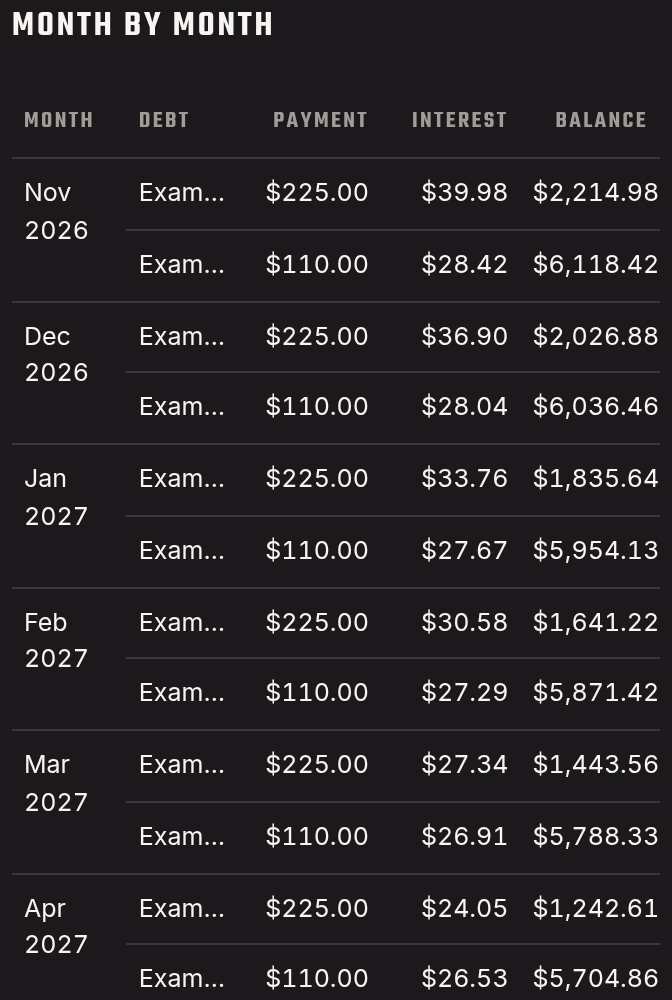 MONTH BY MONTH
MONTH DEBT PAYMENT INTEREST BALANCE
Nov 2026 Exam... $225.00 $39.98 $2,214.98
Exam... $110.00 $28.42 $6,118.42
Dec 2026 Exam... $225.00 $36.90 $2,026.88
Exam... $110.00 $28.04 $6,036.46
Jan 2027 Exam... $225.00 $33.76 $1,835.64
Exam... $110.00 $27.67 $5,954.13
Feb 2027 Exam... $225.00 $30.58 $1,641.22
Exam... $110.00 $27.29 $5,871.42
Mar 2027 Exam... $225.00 $27.34 $1,443.56
Exam... $110.00 $26.91 $5,788.33
Apr 2027 Exam... $225.00 $24.05 $1,242.61
Exam... $110.00 $26.53 $5,704.86